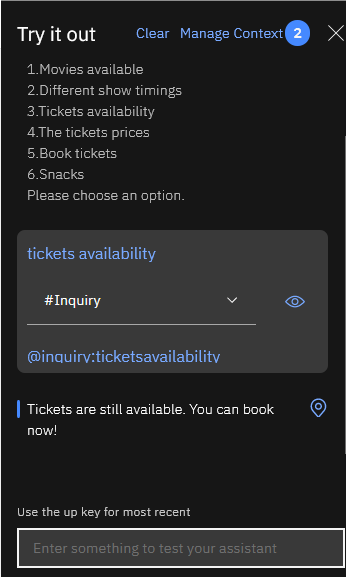 Try it out Clear Manage Context 2
1.Movies available
2.Different show timings
3.Tickets availability
4.The tickets prices
5.Book tickets
6.Snacks
Please choose an option.
tickets availability
#Inquiry
@inquiry:ticketsavailability
Tickets are still available. You can book
now!
Use the up key for most recent
Enter something to test your assistant